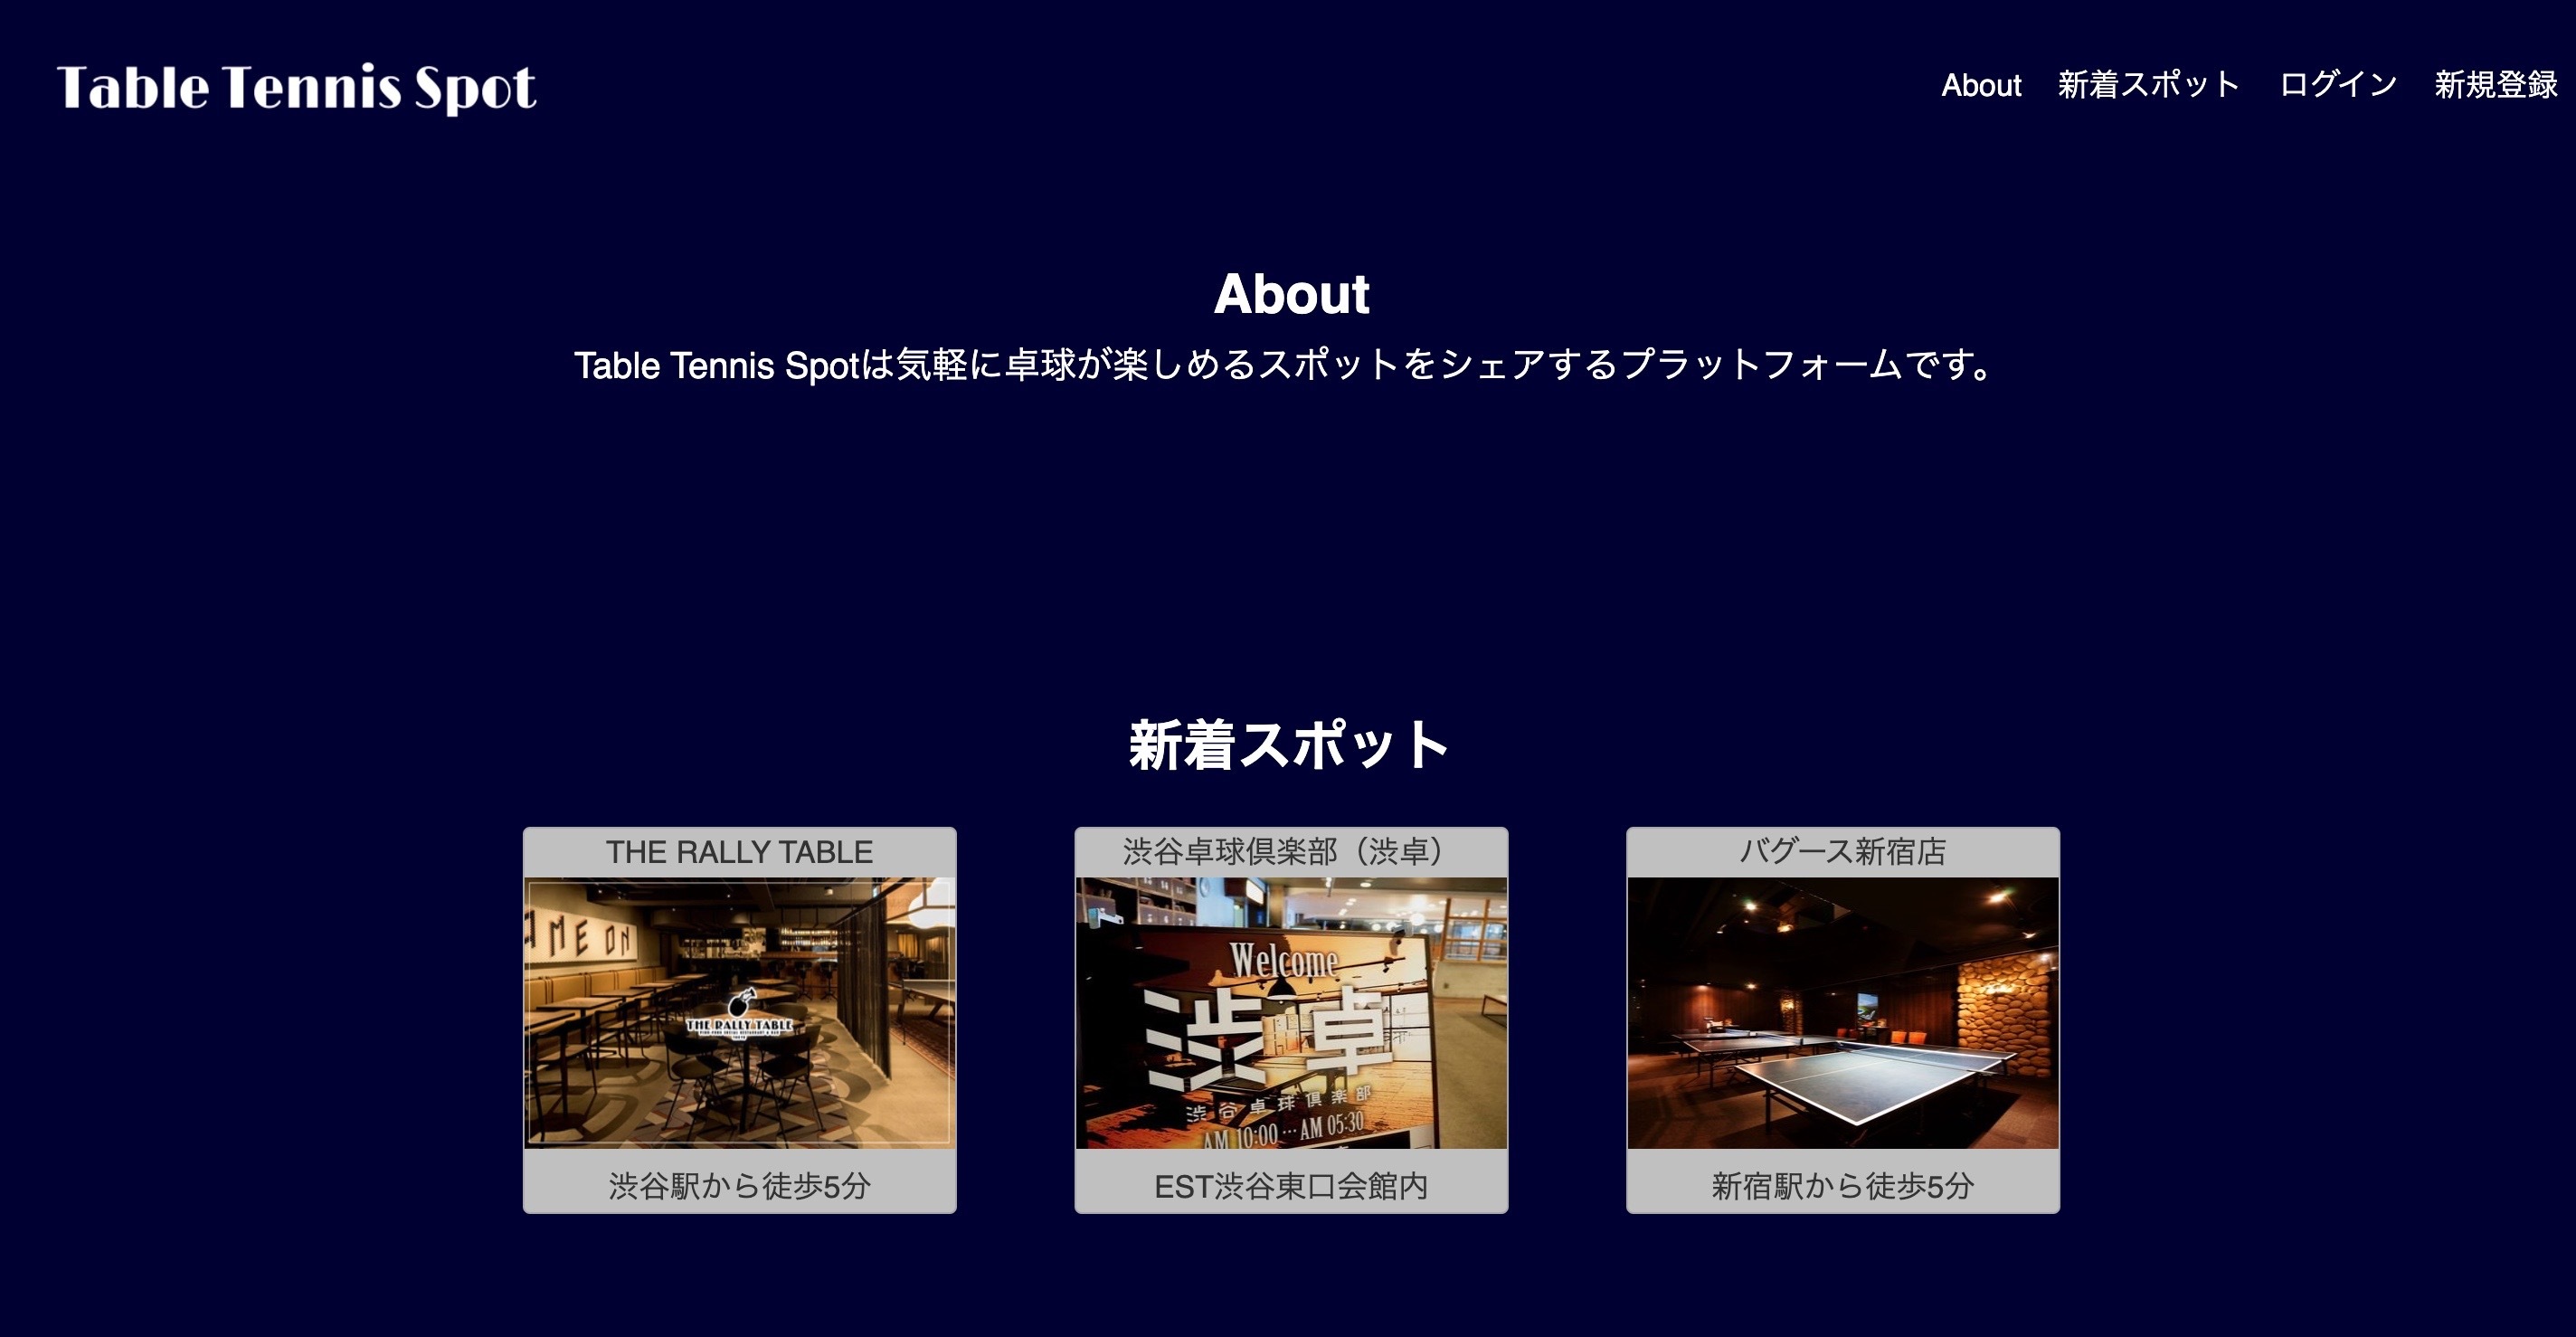 Table Tennis Spot
About 新着スポット ログイン 新規登録
About
Table Tennis Spotは気軽に卓球が楽しめるスポットをシェアするプラットフォームです。
新着スポット
THE RALLY TABLE
AME ON
THE RALLY TABLE
渋谷駅から徒歩5分
渋谷卓球倶楽部（渋卓）
Welcome
渋卓
渋谷卓球倶楽部
AM 10:00…AM 05:30
EST渋谷東口会館内
バグース新宿店
新宿駅から徒歩5分